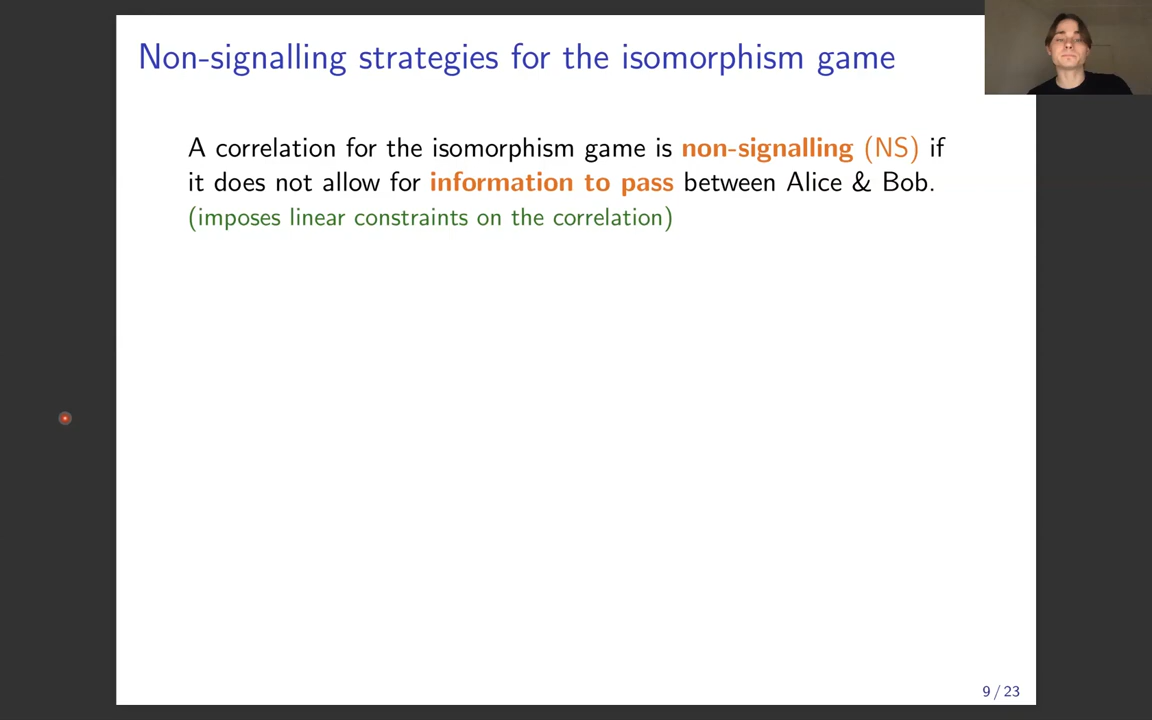 Non-signalling strategies for the isomorphism game
A correlation for the isomorphism game is non-signalling (NS) if
it does not allow for information to pass between Alice & Bob.
(imposes linear constraints on the correlation)
9 / 23